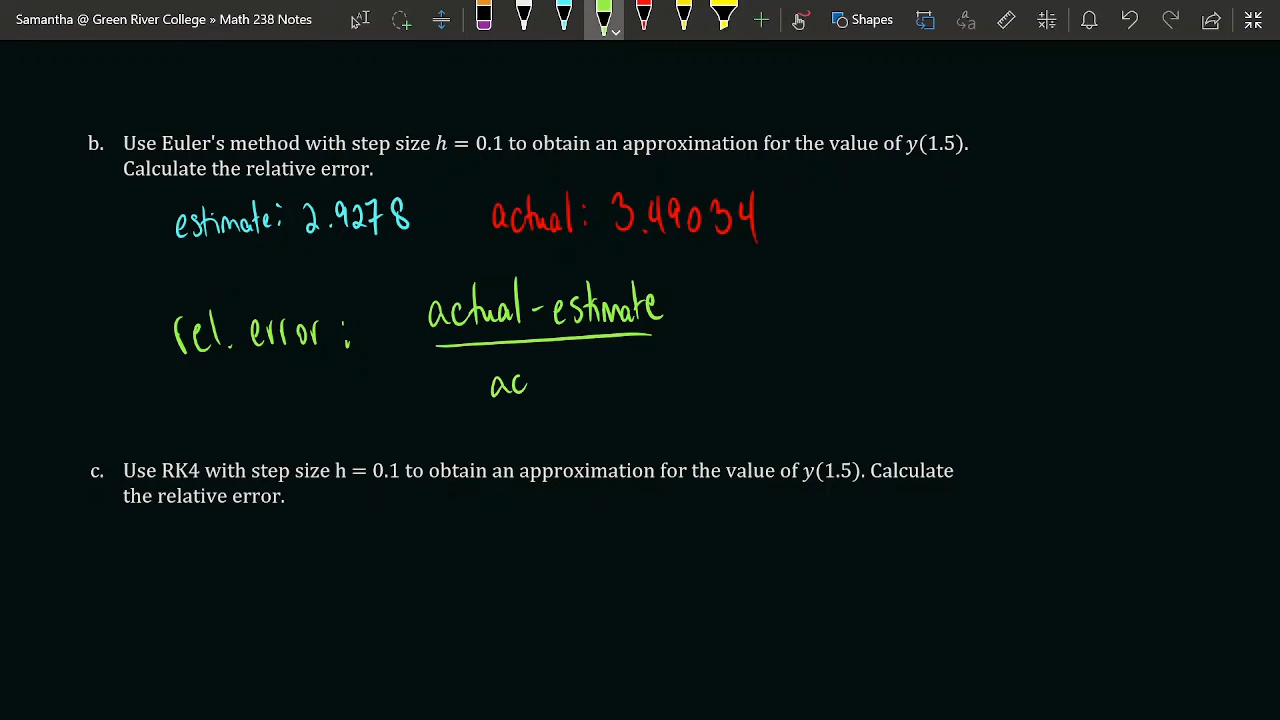 Samantha @ Green River College » Math 238 Notes
Shapes
b. Use Euler's method with step size h = 0.1 to obtain an approximation for the value of y(1.5).
Calculate the relative error.
estimate: 2.9278 actual: 3.49034
rel. error: actual-estimate
ac
c. Use RK4 with step size h = 0.1 to obtain an approximation for the value of y(1.5). Calculate
the relative error.